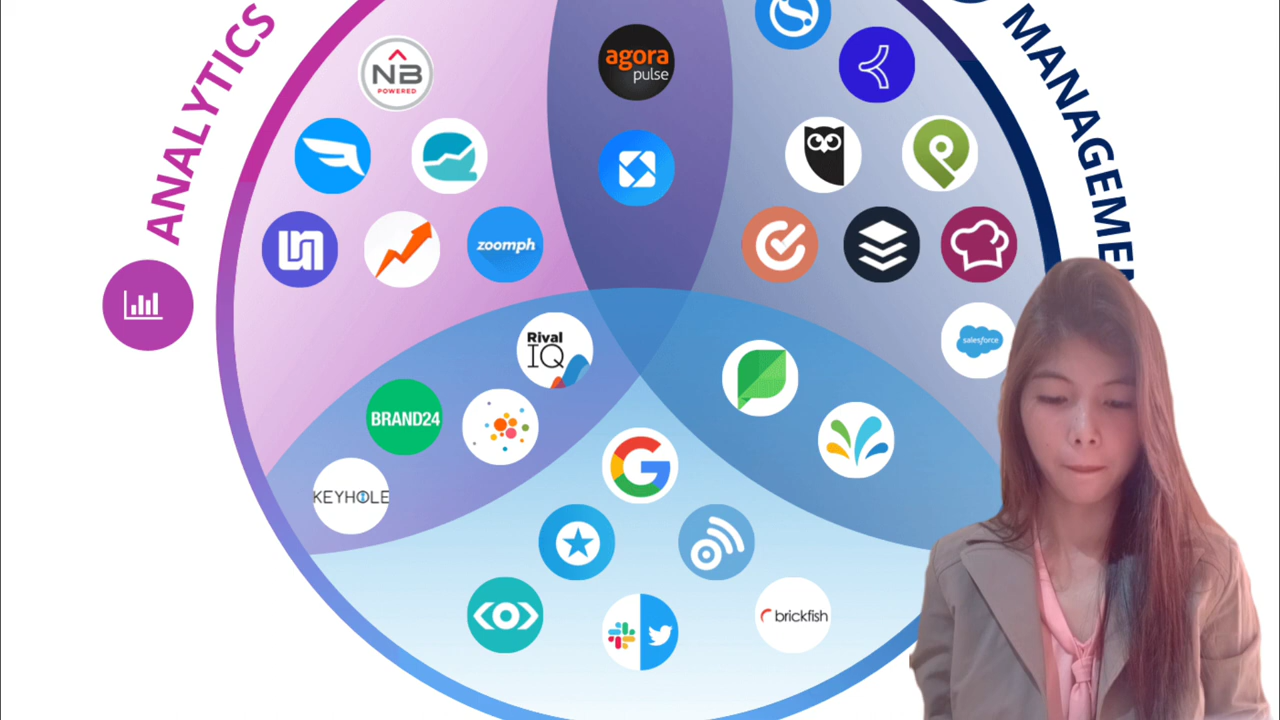 ANALYTICS
MANAGEME
agora
pulse
NB
POWERED
zoomph
Rival
IQ
salesforce
BRAND24
KEYHOLE
brickfish